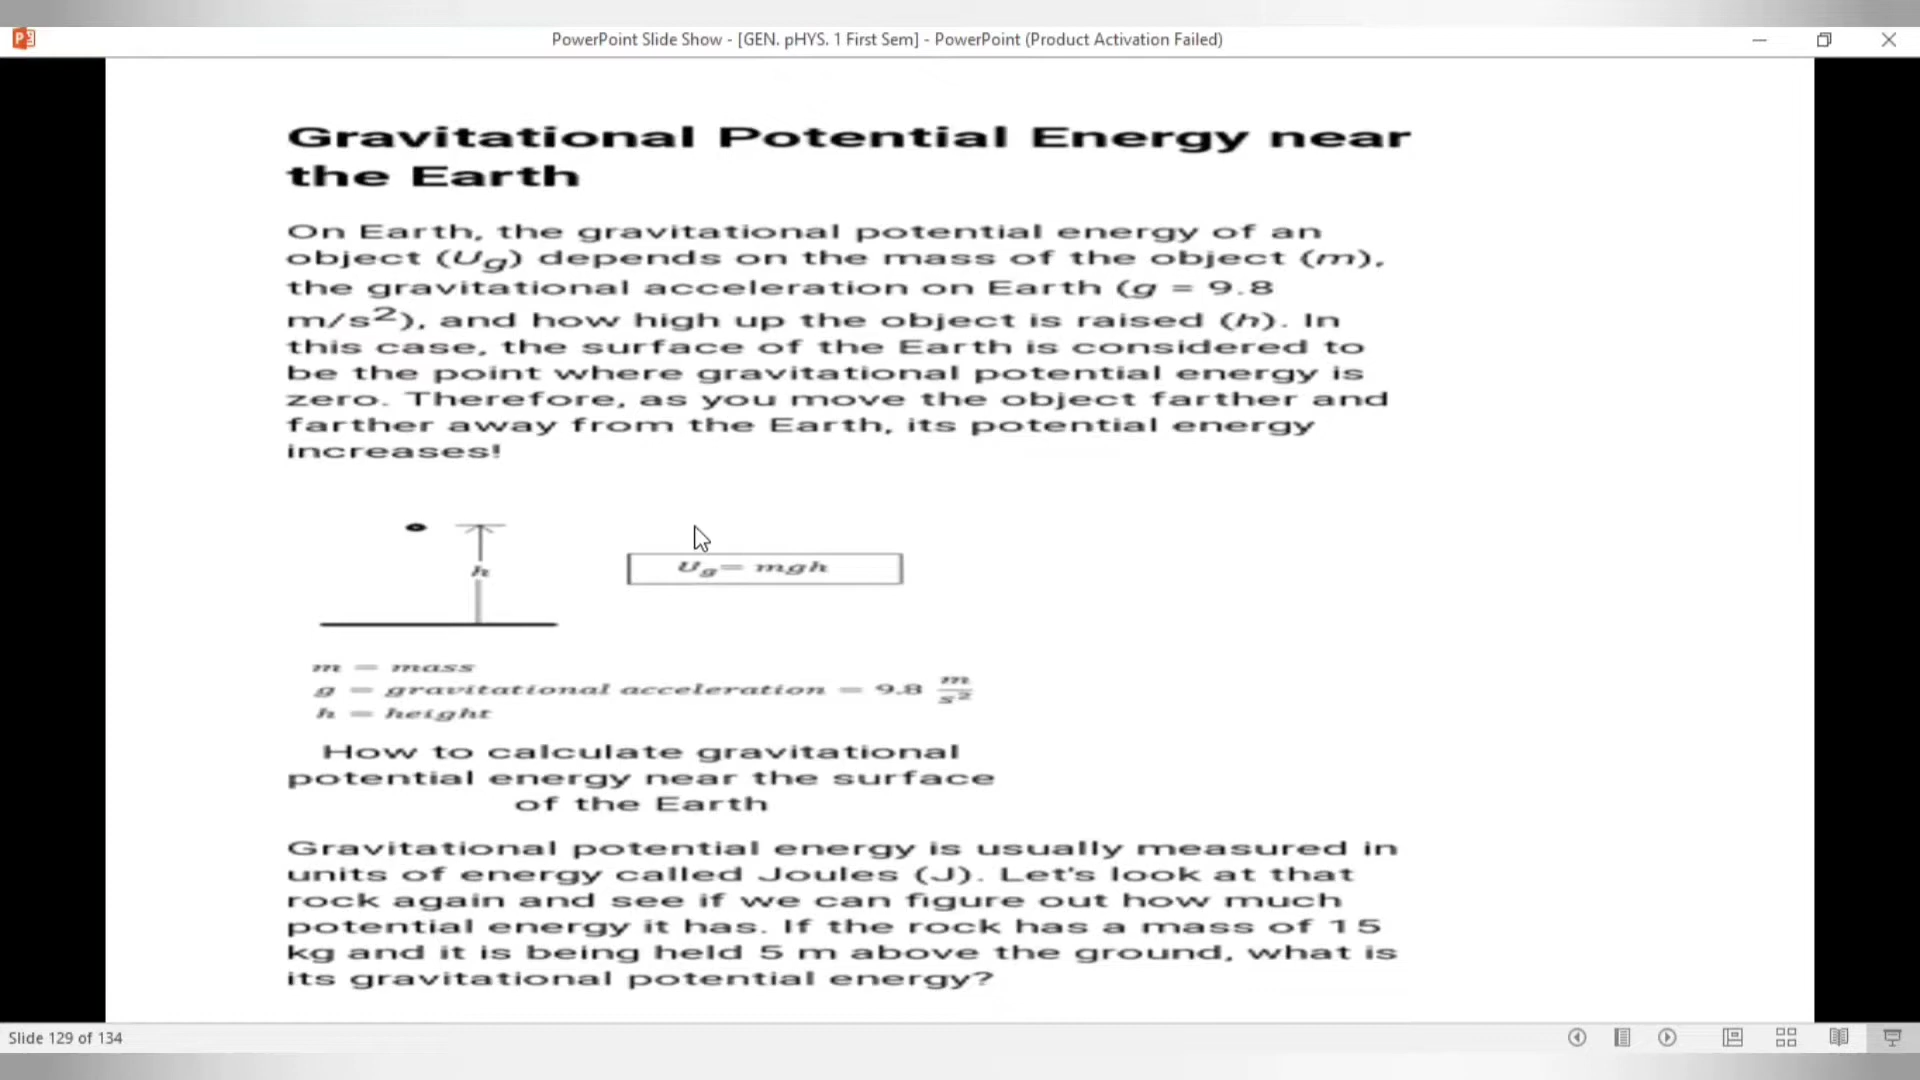 PowerPoint Slide Show - [GEN. pHYS. 1 First Sem] - PowerPoint (Product Activation Failed)
Gravitational Potential Energy near
the Earth
On Earth, the gravitational potential energy of an
object (Ug) depends on the mass of the object (m),
the gravitational acceleration on Earth (g = 9.8
m/s2), and how high up the object is raised (h). In
this case, the surface of the Earth is considered to
be the point where gravitational potential energy is
zero. Therefore, as you move the object farther and
farther away from the Earth, its potential energy
increases!
h
Ug= mgh
m = mass
g = gravitational acceleration = 9.8 m/s²
h = height
How to calculate gravitational
potential energy near the surface
of the Earth
Gravitational potential energy is usually measured in
units of energy called Joules (J). Let's look at that
rock again and see if we can figure out how much
potential energy it has. If the rock has a mass of 15
kg and it is being held 5 m above the ground, what is
its gravitational potential energy?
Slide 129 of 134